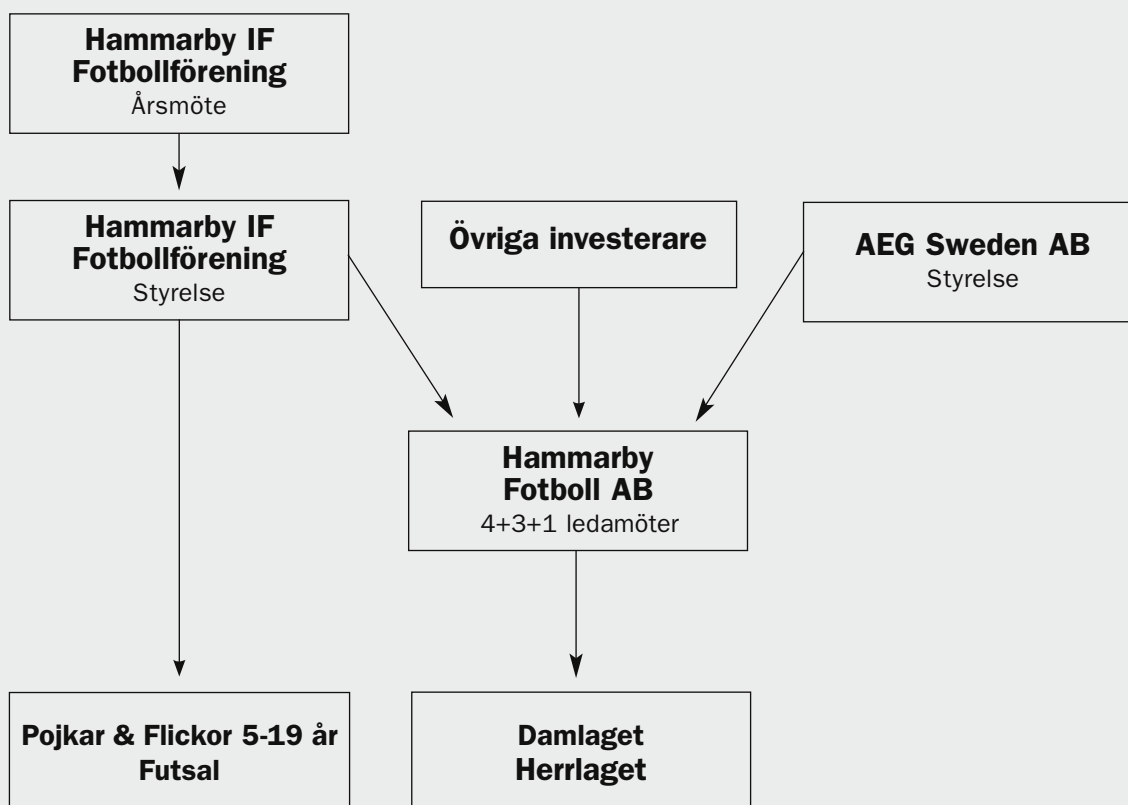 Hammarby IF
Fotbollförening
Årsmöte
Hammarby IF
Fotbollförening
Styrelse
Övriga investerare
AEG Sweden AB
Styrelse
Hammarby
Fotboll AB
4+3+1 ledamöter
Pojkar & Flickor 5-19 år
Futsal
Damlaget
Herrlaget